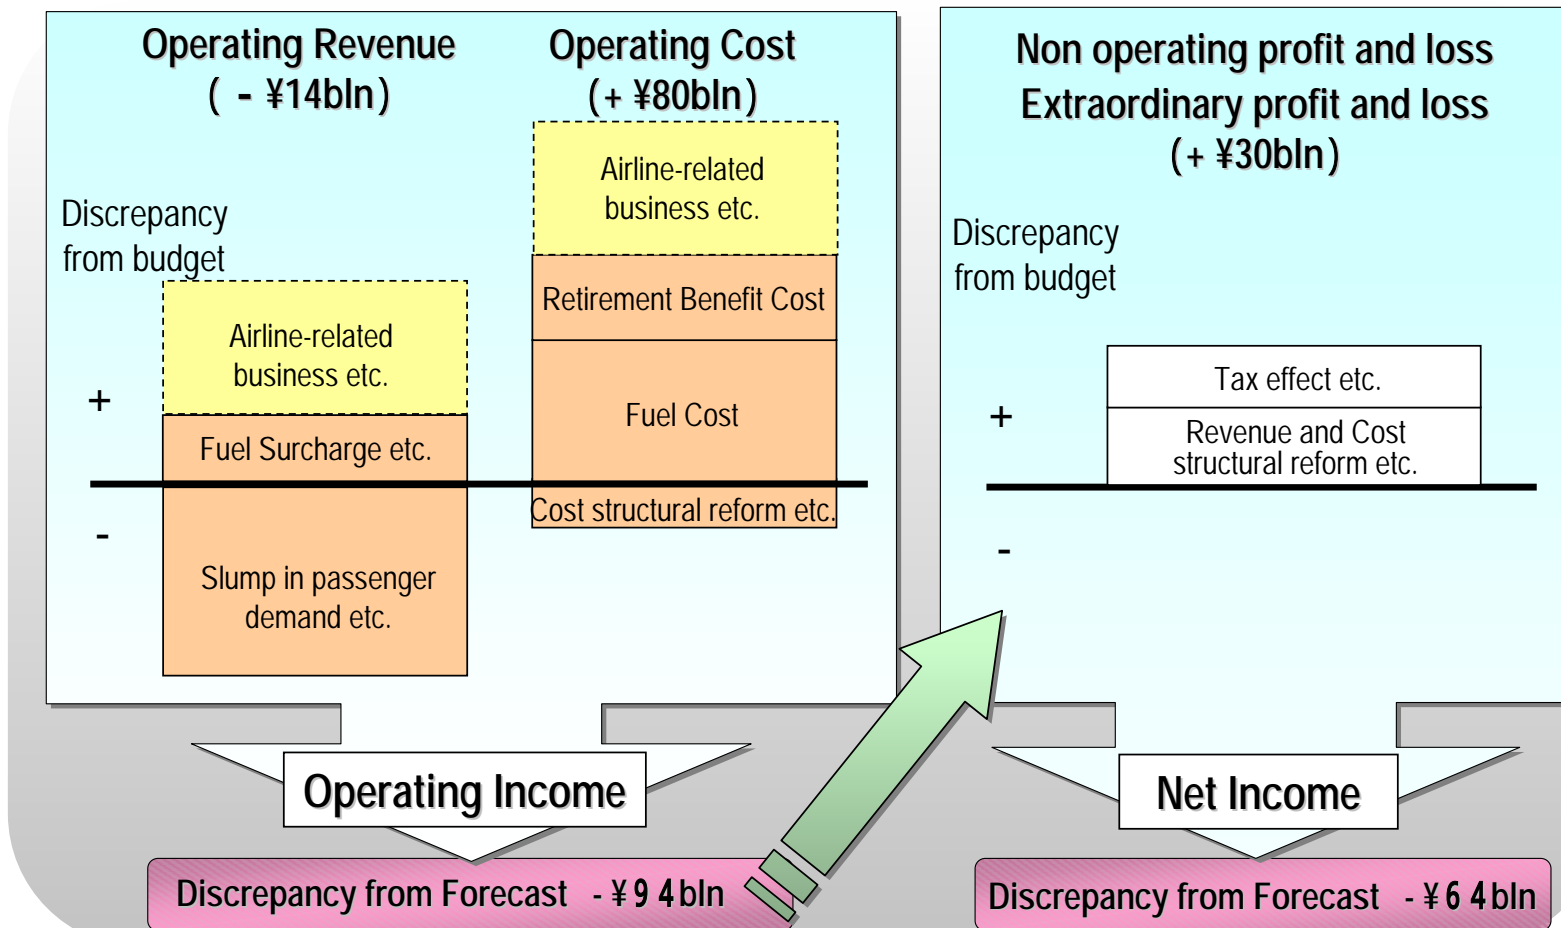 Operating Revenue
( - ¥14bln)
Operating Cost
(+ ¥80bln)
Discrepancy
from budget
Airline-related
business etc.
Retirement Benefit Cost
Fuel Cost
Cost structural reform etc.
Airline-related
business etc.
Fuel Surcharge etc.
Slump in passenger
demand etc.
+
-
Operating Income
Discrepancy from Forecast - ¥94bln
Non operating profit and loss
Extraordinary profit and loss
(+ ¥30bln)
Discrepancy
from budget
Tax effect etc.
Revenue and Cost
structural reform etc.
+
-
Net Income
Discrepancy from Forecast - ¥64bln